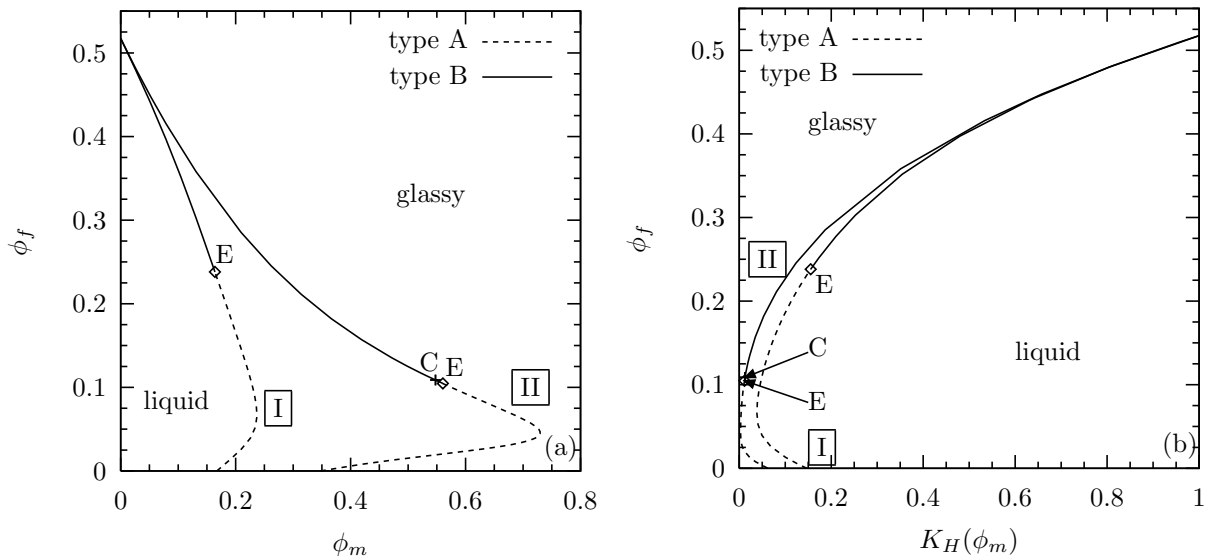 type A
type B
glassy
liquid
E
C E
I
II
(a)
0
0.1
0.2
0.3
0.4
0.5
0 0.2 0.4 0.6 0.8
ϕ_f
ϕ_m
type A
type B
glassy
II
E
C
liquid
E
I
(b)
0
0.1
0.2
0.3
0.4
0.5
0 0.2 0.4 0.6 0.8 1
ϕ_f
K_H(ϕ_m)